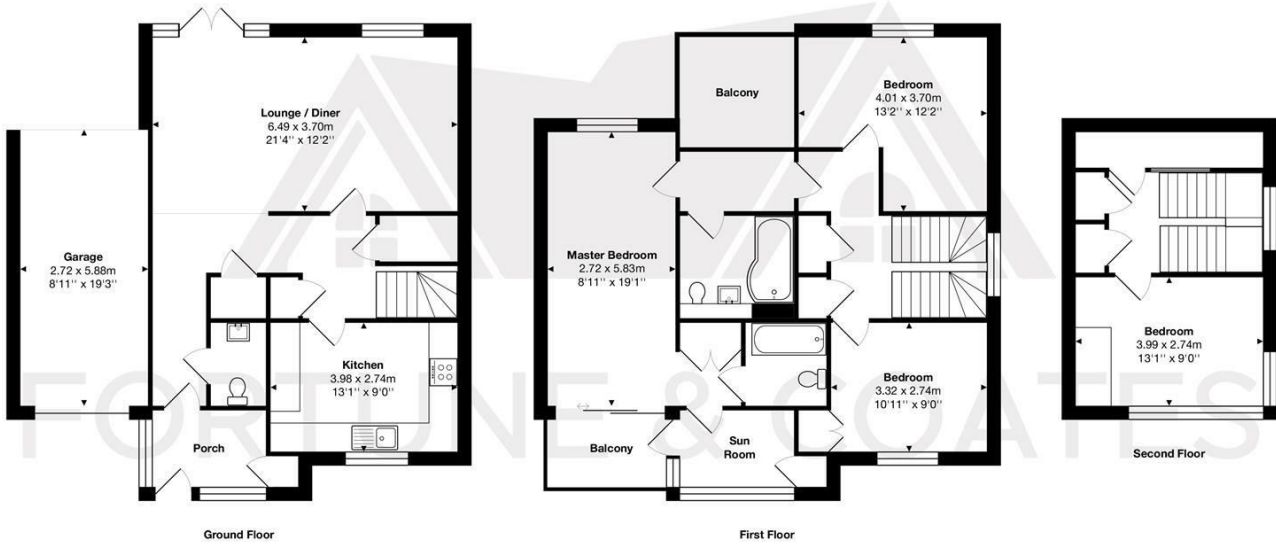 Lounge / Diner
6.49 x 3.70m
21'4'' x 12'2''
Garage
2.72 x 5.88m
8'11'' x 19'3''
Kitchen
3.98 x 2.74m
13'1'' x 9'0''
Porch
Ground Floor
Balcony
Bedroom
4.01 x 3.70m
13'2'' x 12'2''
Master Bedroom
2.72 x 5.83m
8'11'' x 19'1''
Bedroom
3.32 x 2.74m
10'11'' x 9'0''
Balcony
Sun
Room
First Floor
Bedroom
3.99 x 2.74m
13'1'' x 9'0''
Second Floor
FORTUNE & COATES